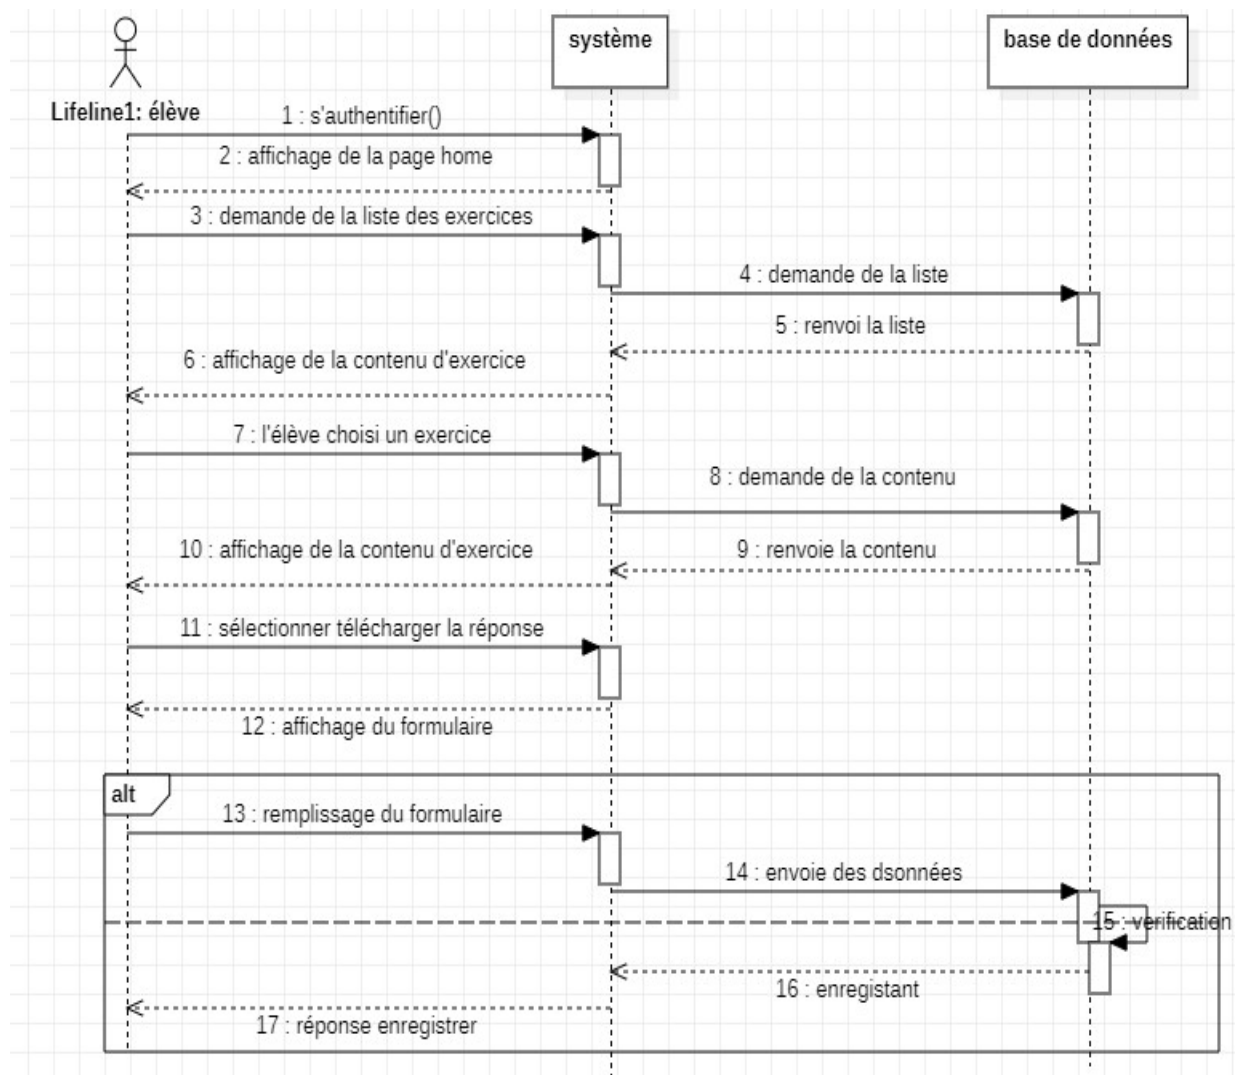 système
base de données
Lifeline1: élève
1 : s'authentifier()
2 : affichage de la page home
3 : demande de la liste des exercices
4 : demande de la liste
5 : renvoi la liste
6 : affichage de la contenu d'exercice
7 : l'élève choisi un exercice
8 : demande de la contenu
9 : renvoie la contenu
10 : affichage de la contenu d'exercice
11 : sélectionner télécharger la réponse
12 : affichage du formulaire
alt
13 : remplissage du formulaire
14 : envoie des dsonnées
15 : verification
16 : enregistant
17 : réponse enregistrer